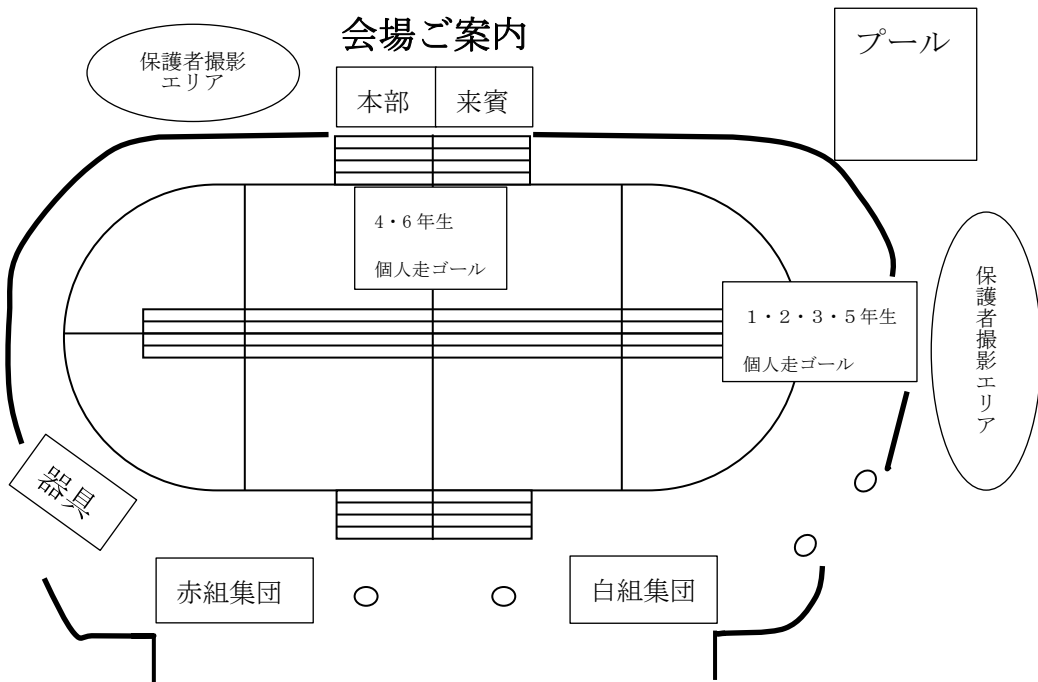 会場ご案内
プール
保護者撮影
エリア
本部
来賓
4・6年生
個人走ゴール
保護者撮影エリア
1・2・3・5年生
個人走ゴール
器具
赤組集団
白組集団